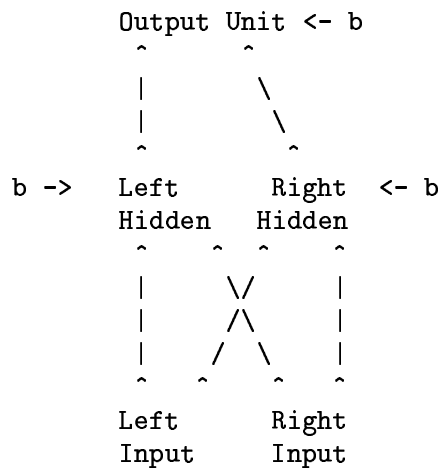 Output Unit <- b
b -> Left Right <- b
Hidden Hidden
Left Right
Input Input